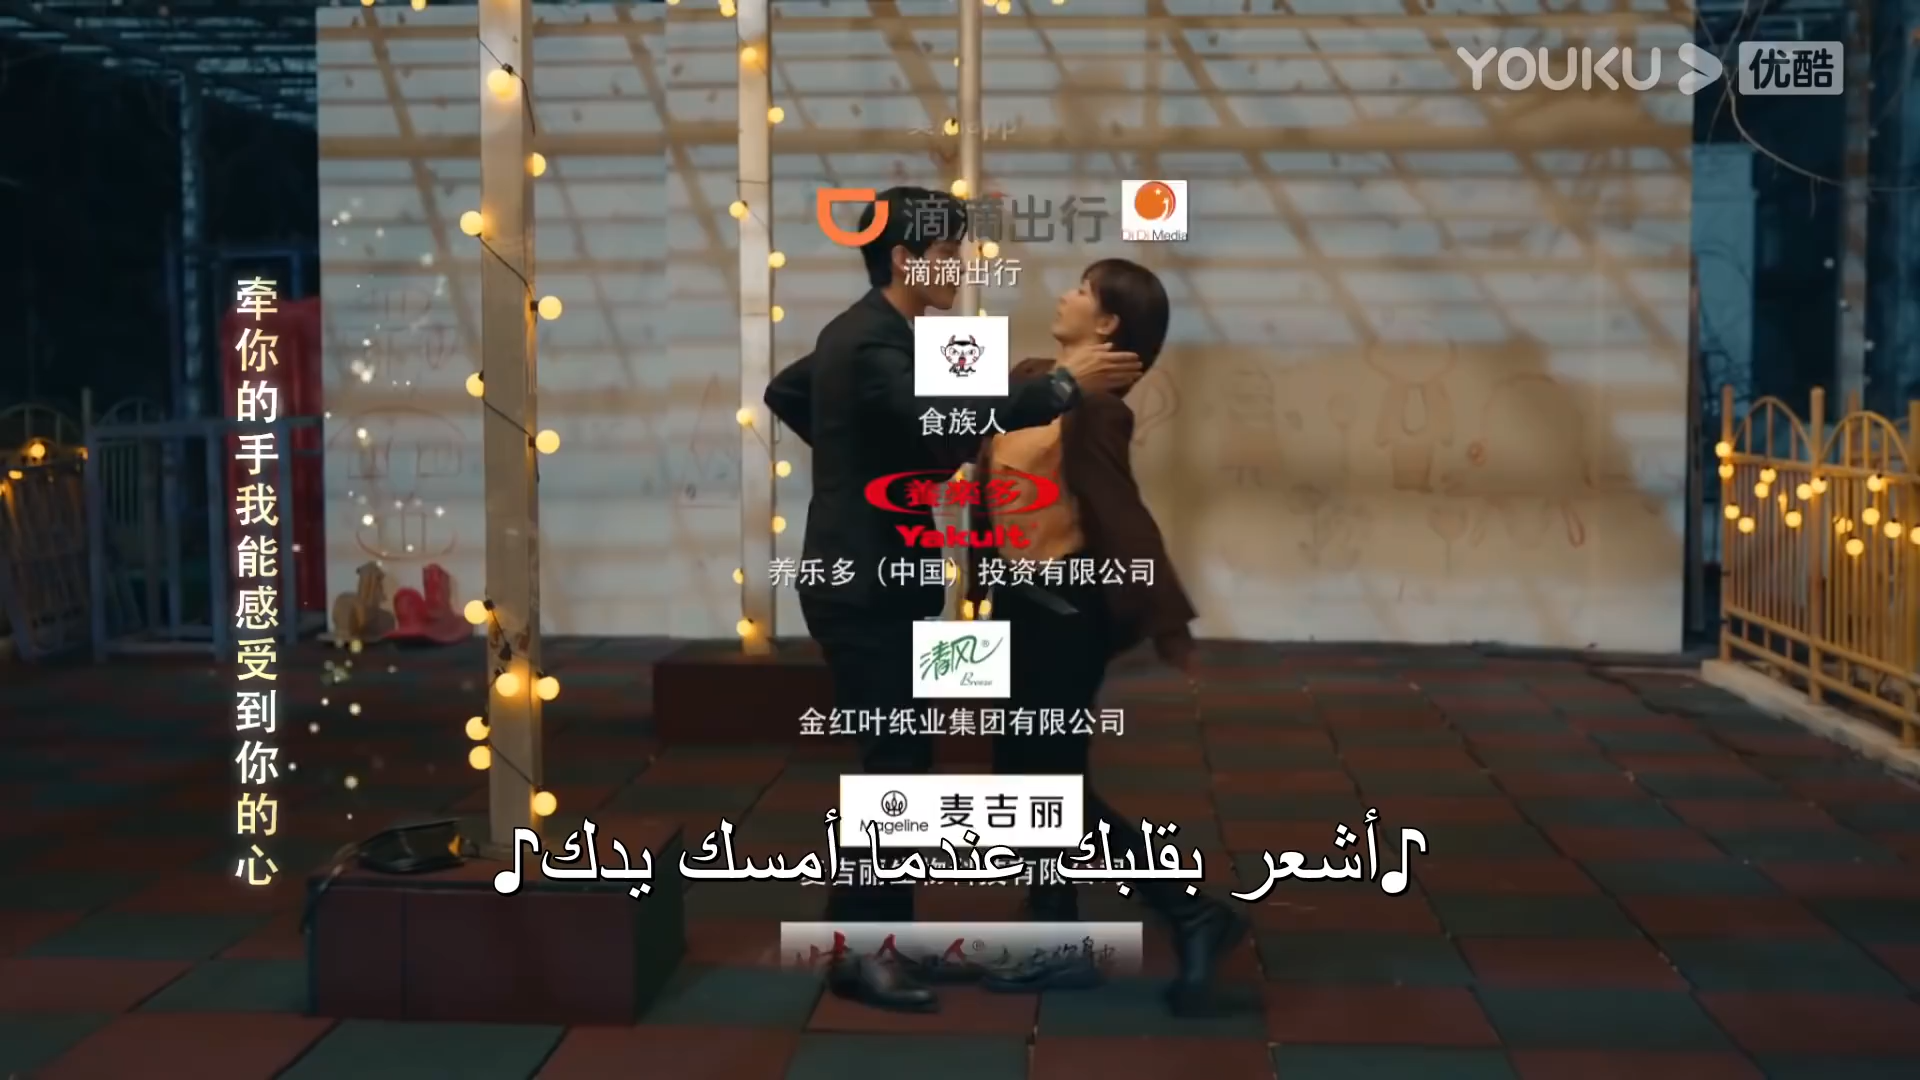 YOUKU 优酷
滴滴出行
DiDi Media
滴滴出行
食族人
养乐多
Yakult
养乐多（中国）投资有限公司
清风®
Breeze
金红叶纸业集团有限公司
Mageline 麦吉丽
牵你的手我能感受到你的心
♪أشعر بقلبك عندما أمسك يدك♪